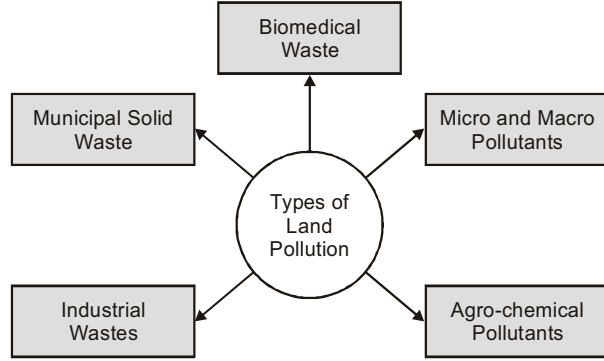 Biomedical
Waste
Municipal Solid
Waste
Micro and Macro
Pollutants
Types of
Land
Pollution
Industrial
Wastes
Agro-chemical
Pollutants